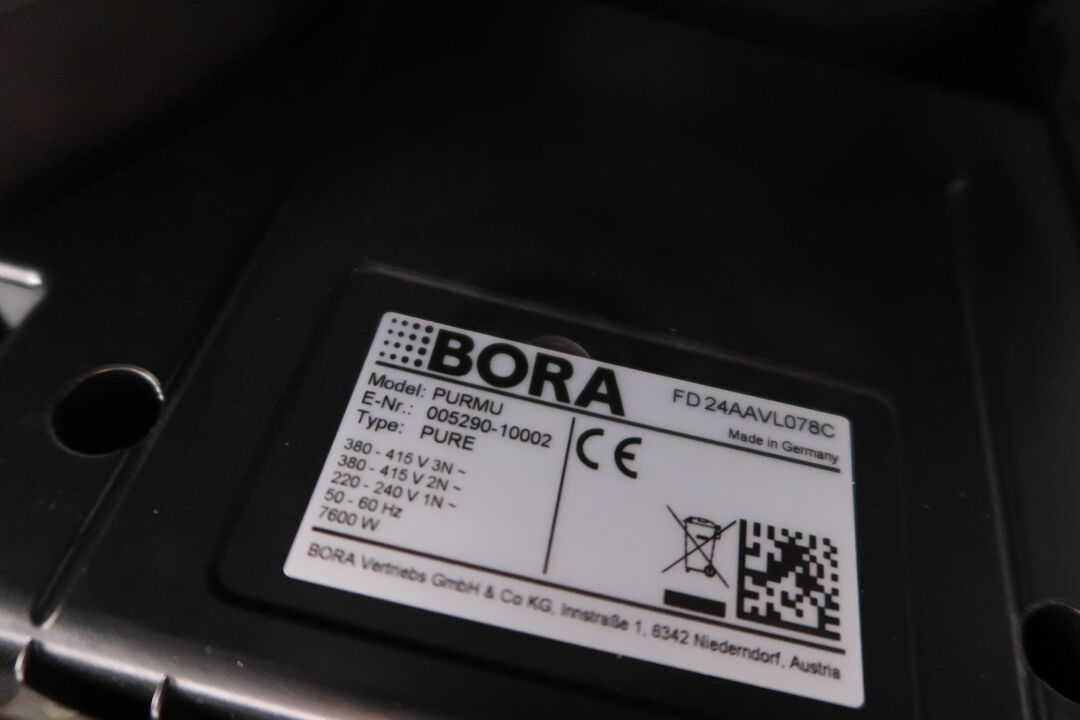 BORA
FD 24AAVL078C
Made in Germany
Model: PURMU
E-Nr.: 005290-10002
Type: PURE
CE
380 - 415 V 3N ~
380 - 415 V 2N ~
220 - 240 V 1N ~
50 - 60 Hz
7600 W
BORA Vertriebs GmbH & Co KG, Innstraße 1, 6342 Niederndorf, Austria